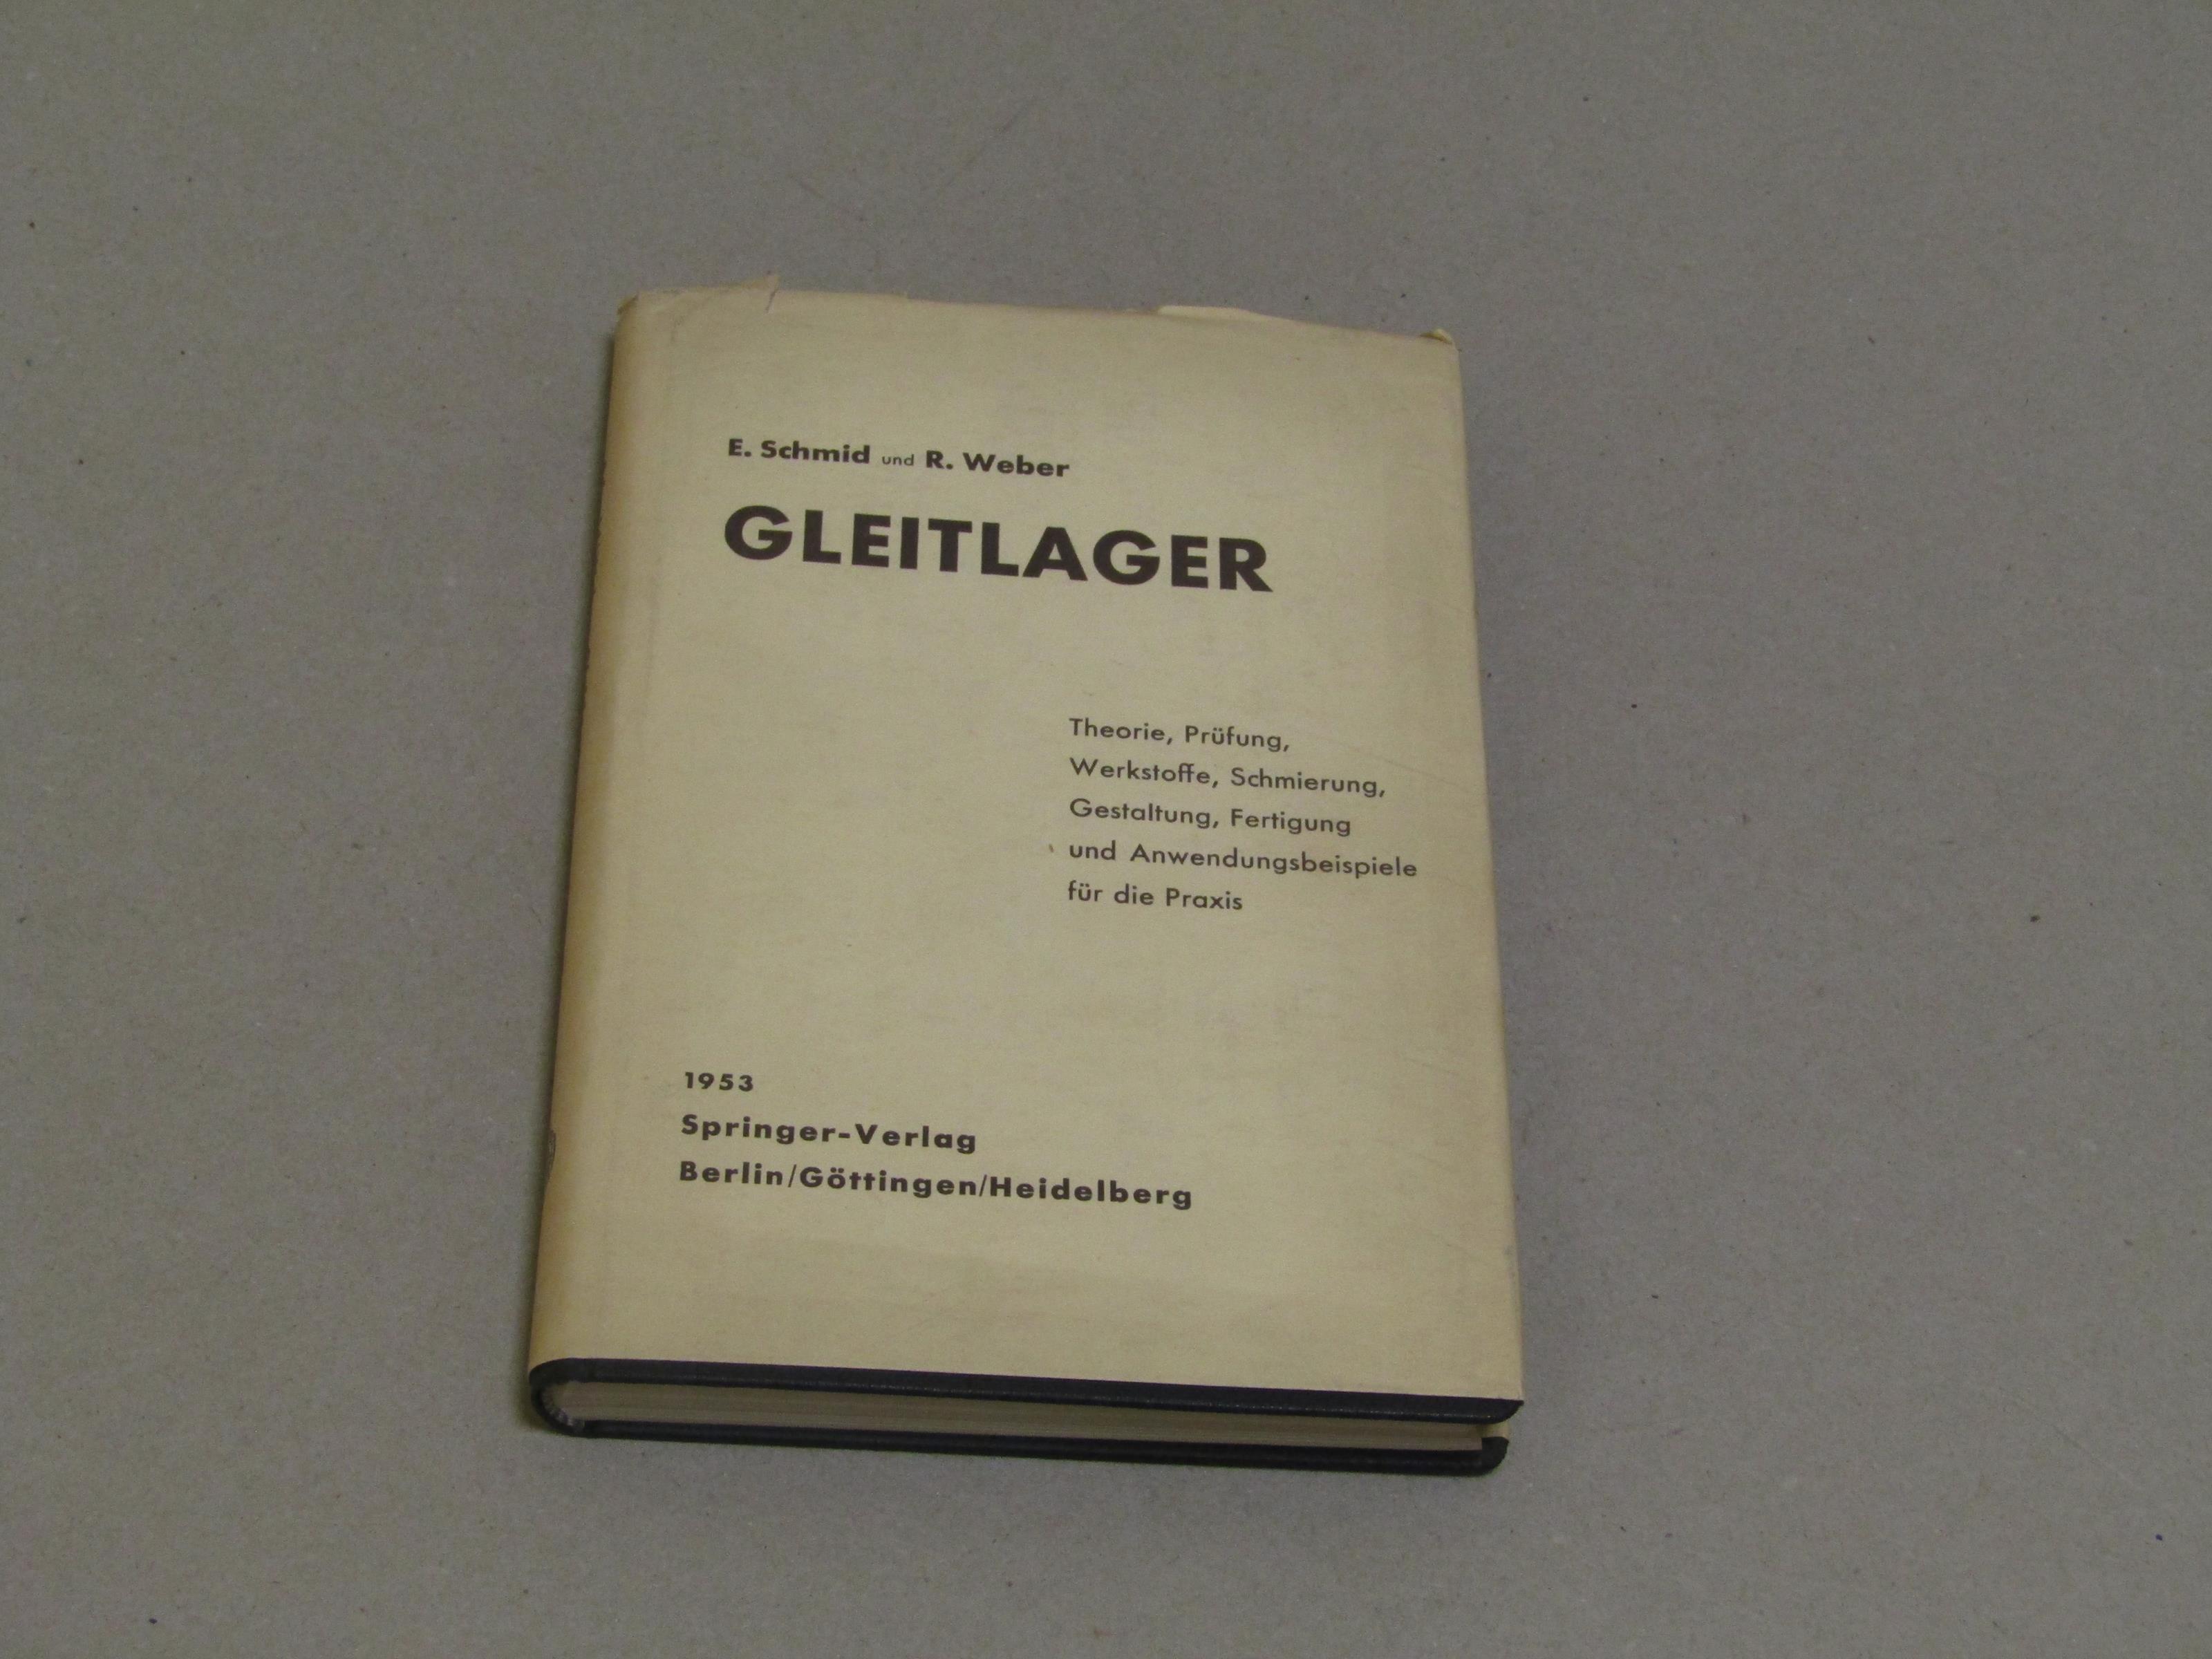 E. Schmid und R. Weber
GLEITLAGER
Theorie, Prüfung,
Werkstoffe, Schmierung,
Gestaltung, Fertigung
und Anwendungsbeispiele
für die Praxis
1953
Springer-Verlag
Berlin/Göttingen/Heidelberg